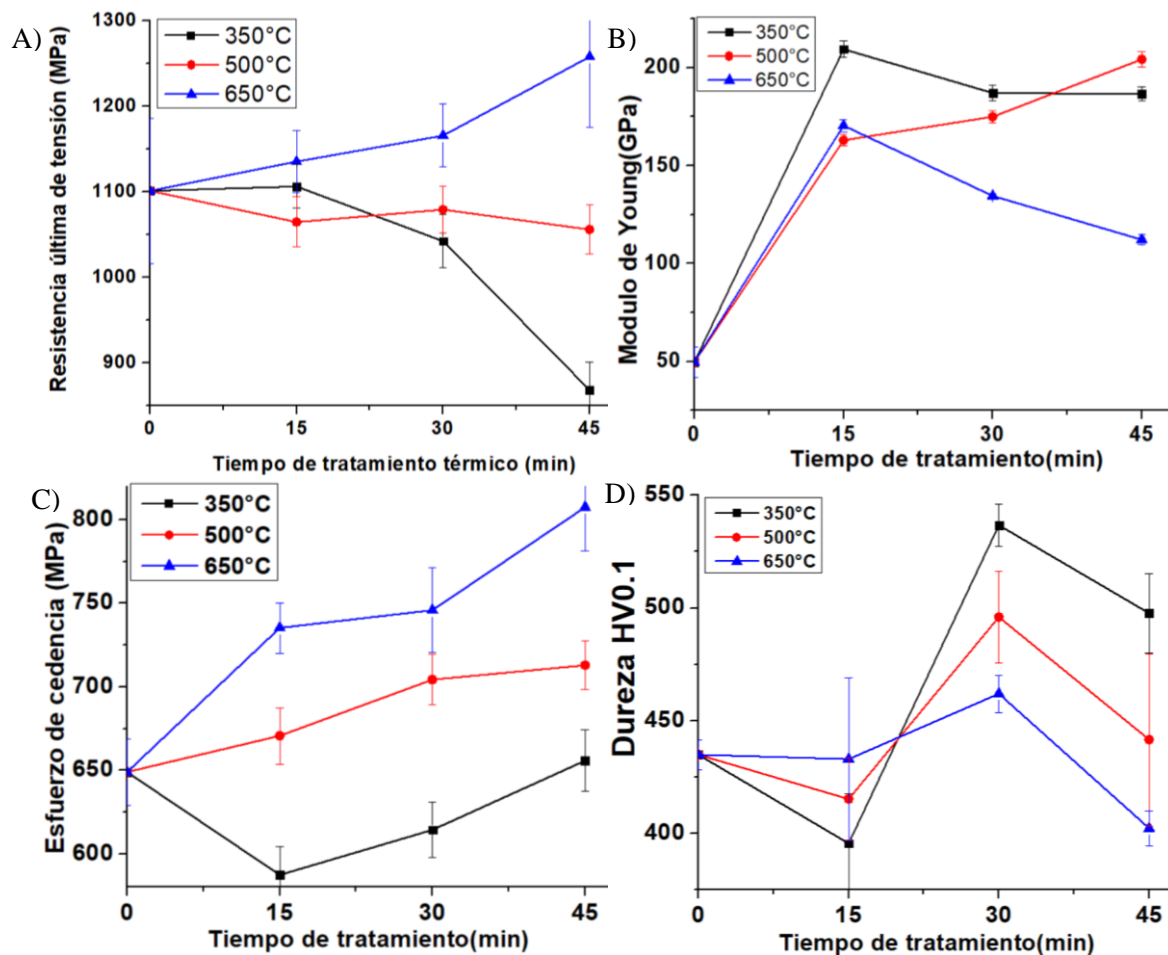 A)
350°C
500°C
650°C
1300
1200
1100
1000
900
0 15 30 45
Resistencia última de tensión (MPa)
Tiempo de tratamiento térmico (min)
B)
350°C
500°C
650°C
200
150
100
50
0 15 30 45
Modulo de Young(GPa)
Tiempo de tratamiento(min)
C)
350°C
500°C
650°C
800
750
700
650
600
0 15 30 45
Esfuerzo de cedencia (MPa)
Tiempo de tratamiento(min)
D)
350°C
500°C
650°C
550
500
450
400
0 15 30 45
Dureza HV0.1
Tiempo de tratamiento(min)